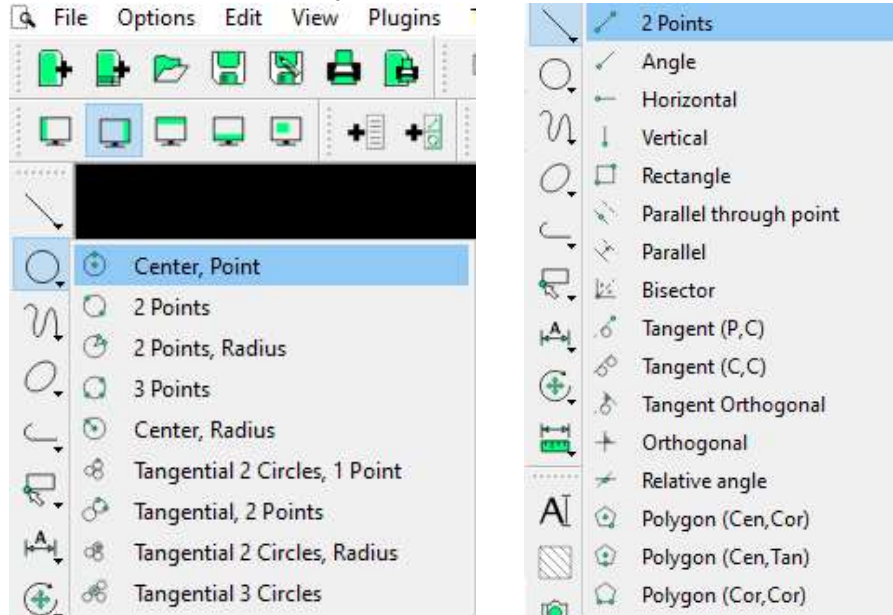 File Options Edit View Plugins
Center, Point
2 Points
2 Points, Radius
3 Points
Center, Radius
Tangential 2 Circles, 1 Point
Tangential, 2 Points
Tangential 2 Circles, Radius
Tangential 3 Circles
A
2 Points
Angle
Horizontal
Vertical
Rectangle
Parallel through point
Parallel
Bisector
Tangent (P,C)
Tangent (C,C)
Tangent Orthogonal
Orthogonal
Relative angle
Polygon (Cen,Cor)
Polygon (Cen,Tan)
Polygon (Cor,Cor)
A
A